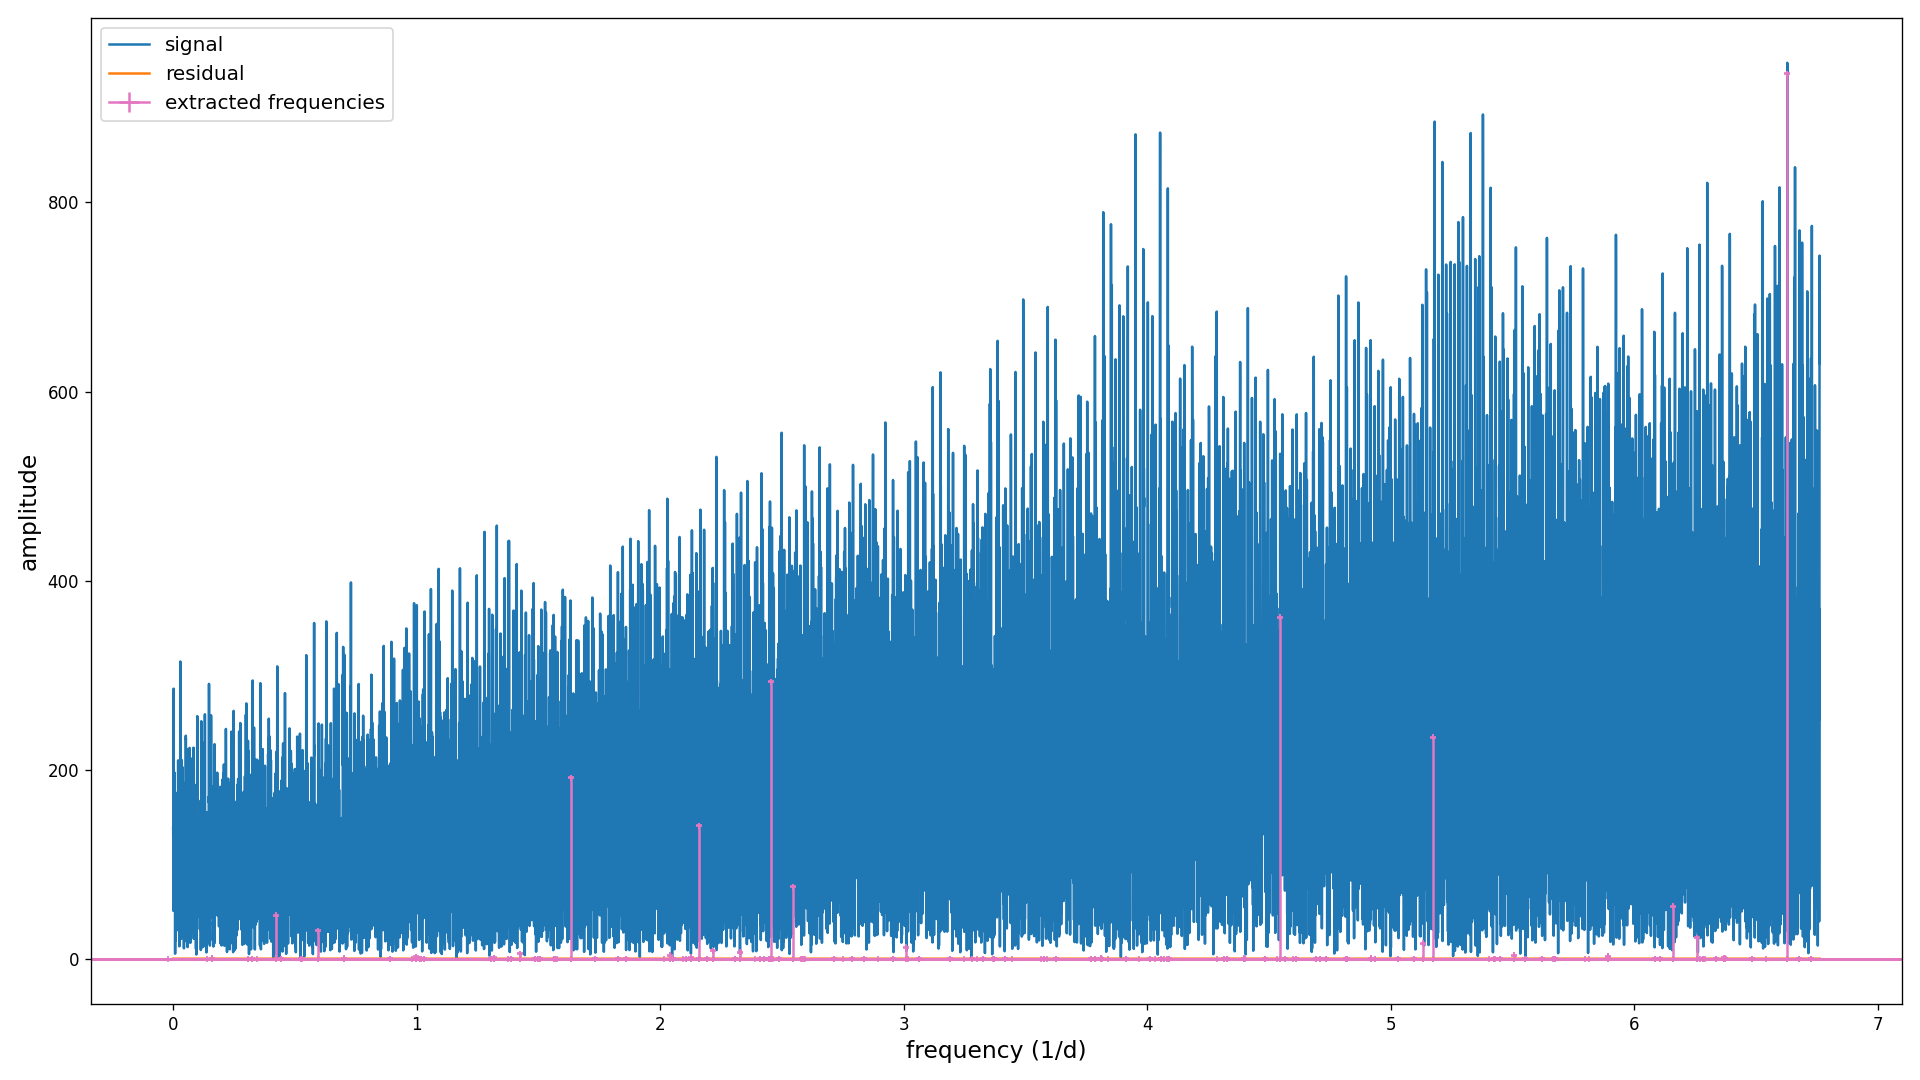 signal
residual
extracted frequencies
amplitude
800
600
400
200
0
0 1 2 3 4 5 6 7
frequency (1/d)